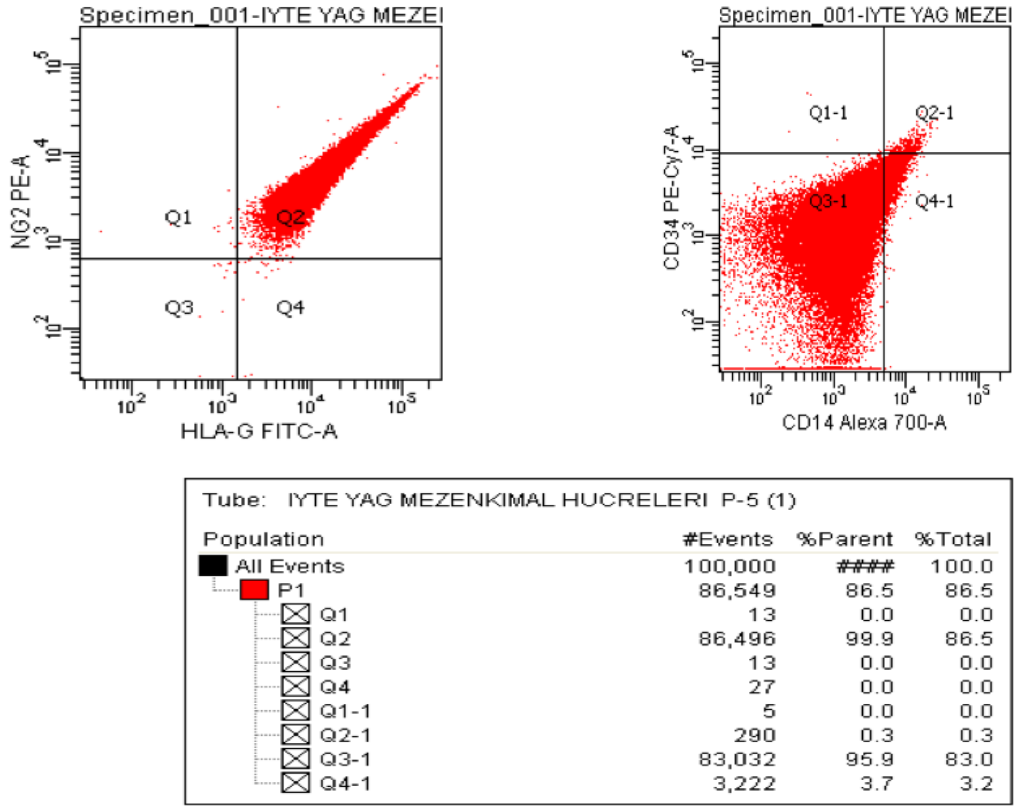 Specimen_001-IYTE YAG MEZEI
NG2 PE-A
10^5
10^4
10^3
10^2
Q1
Q2
Q3
Q4
10^2 10^3 10^4 10^5
HLA-G FITC-A
Specimen_001-IYTE YAG MEZEI
CD34 PE-Cy7-A
10^5
10^4
10^3
10^2
Q1-1
Q2-1
Q3-1
Q4-1
10^2 10^3 10^4 10^5
CD14 Alexa 700-A
Tube: IYTE YAG MEZENKIMAL HUCRELERI P-5 (1)
Population #Events %Parent %Total
All Events 100,000 #### 100.0
P1 86,549 86.5 86.5
Q1 13 0.0 0.0
Q2 86,496 99.9 86.5
Q3 13 0.0 0.0
Q4 27 0.0 0.0
Q1-1 5 0.0 0.0
Q2-1 290 0.3 0.3
Q3-1 83,032 95.9 83.0
Q4-1 3,222 3.7 3.2